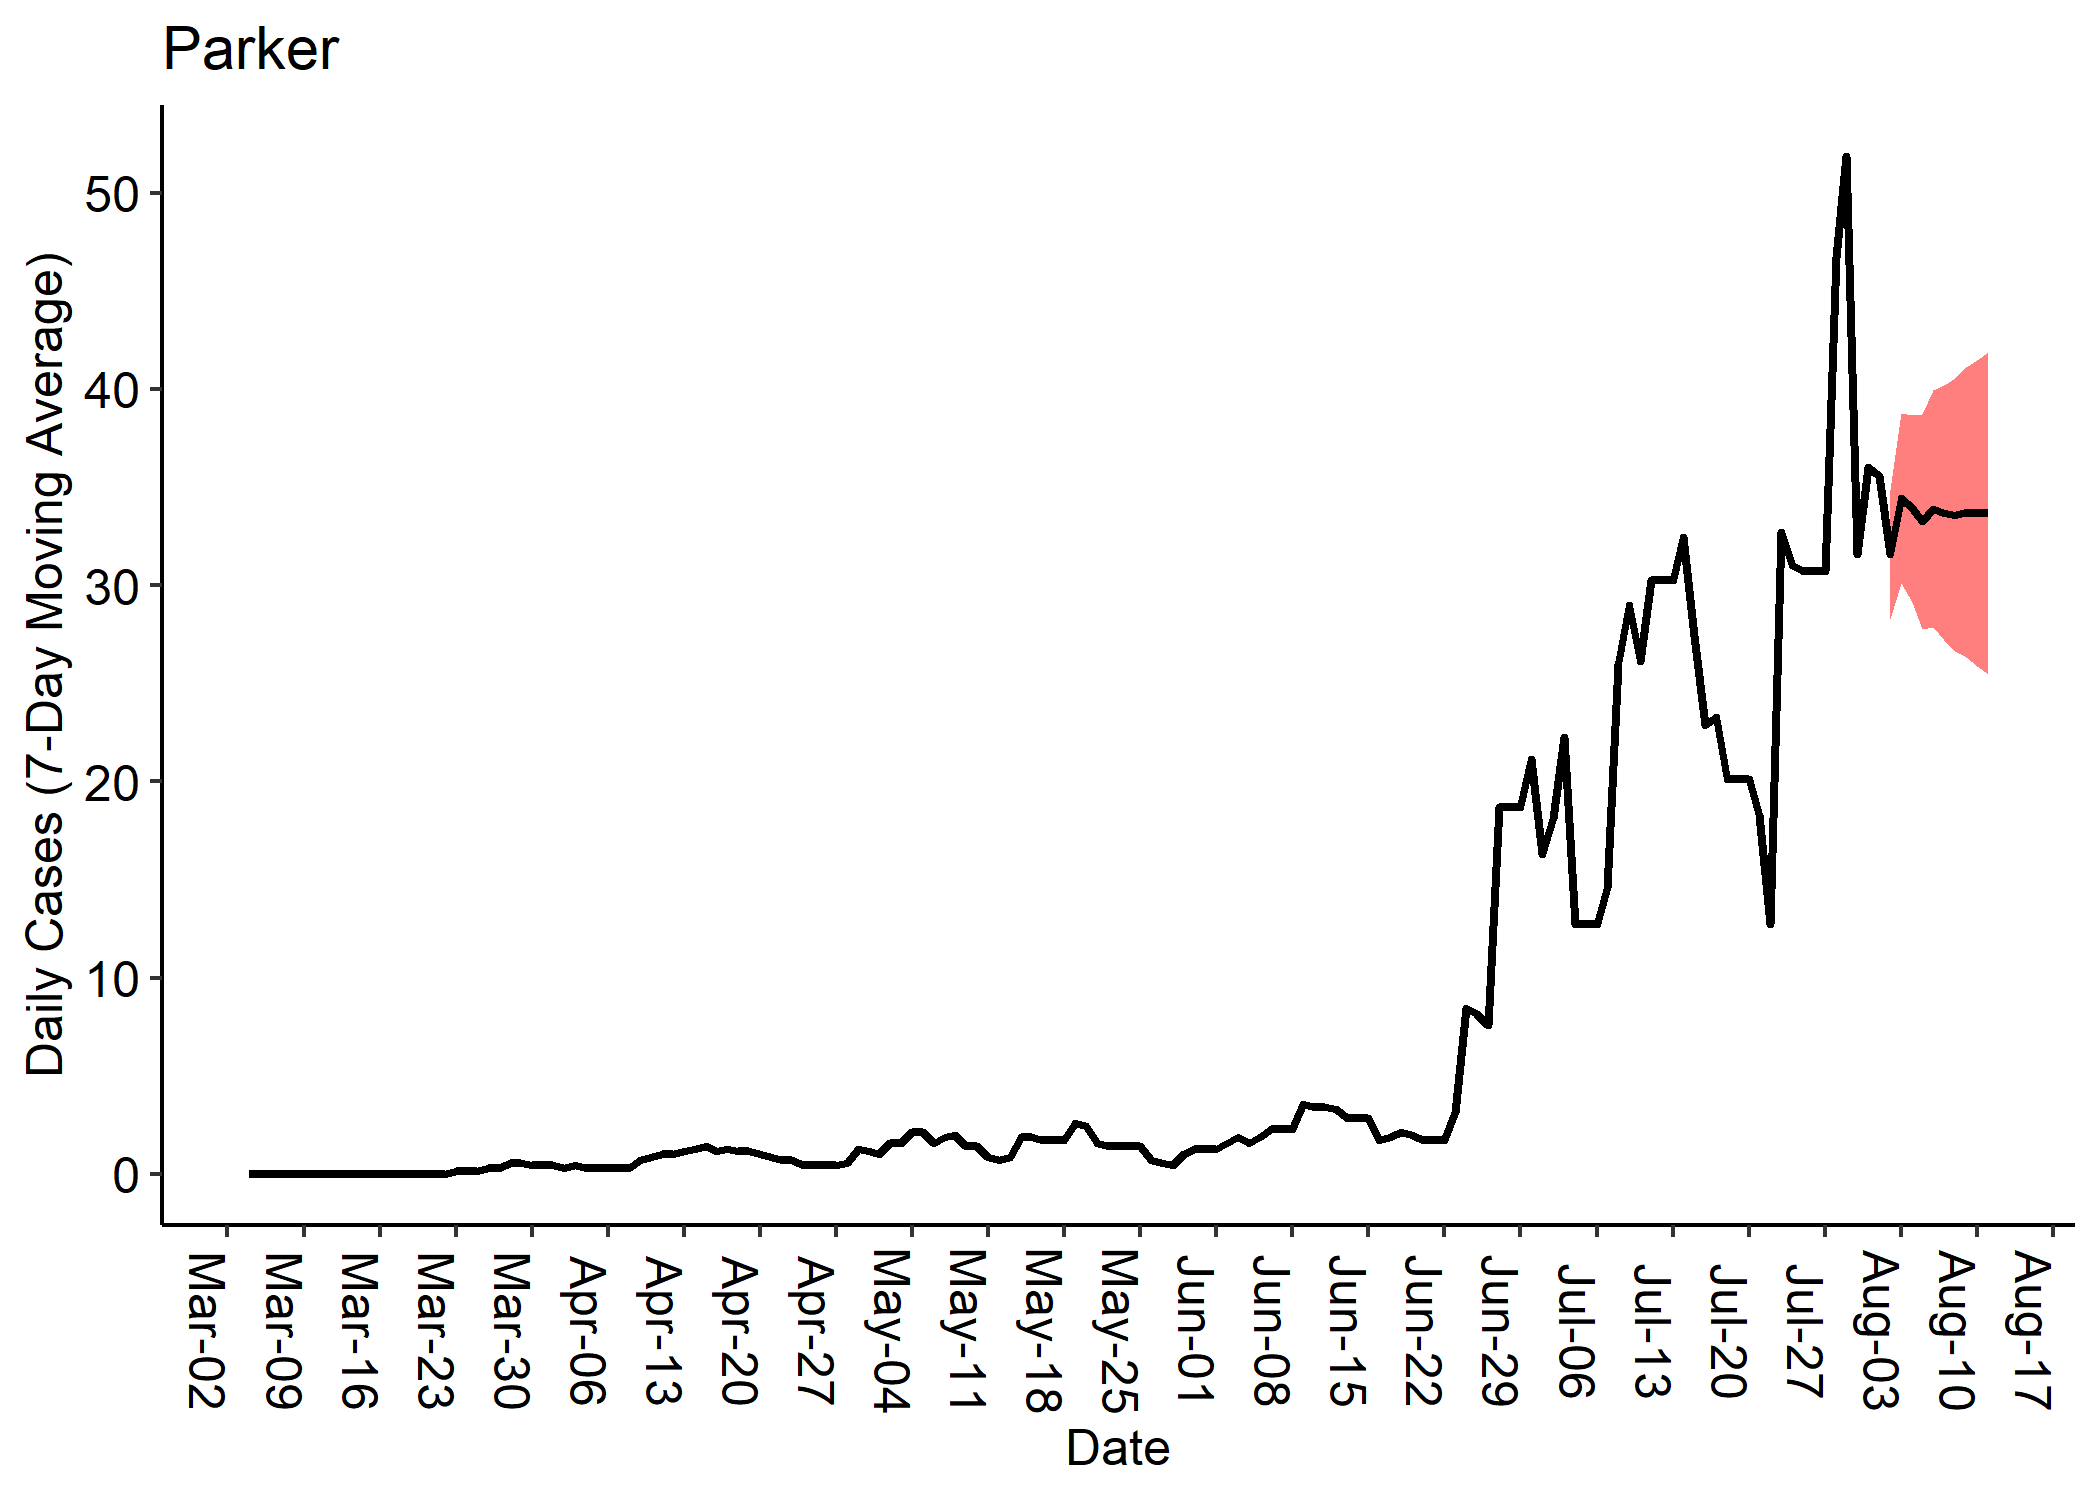 Parker
Daily Cases (7-Day Moving Average)
50
40
30
20
10
0
Mar-02
Mar-09
Mar-16
Mar-23
Mar-30
Apr-06
Apr-13
Apr-20
Apr-27
May-04
May-11
May-18
May-25
Jun-01
Jun-08
Jun-15
Jun-22
Jun-29
Jul-06
Jul-13
Jul-20
Jul-27
Aug-03
Aug-10
Aug-17
Date